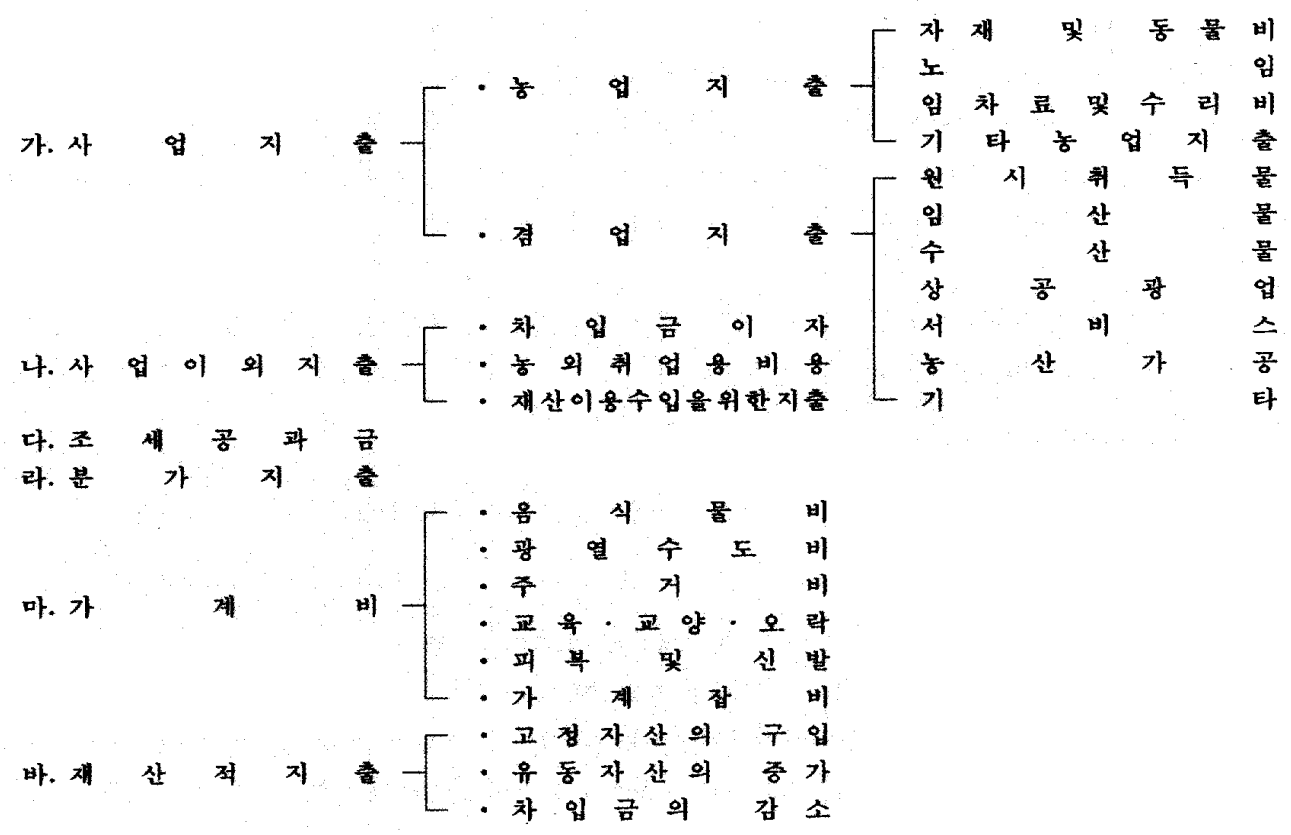 가. 사업지출
· 농업지출
자재 및 동물비
노임
임차료및수리비
기타농업지출
· 겸업지출
원시취득물
임산물
수산물
상공광업
서비스
농산가공
기타
나. 사업이외지출
· 차입금이자
· 농외취업용비용
· 재산이용수입을위한지출
다. 조세공과금
라. 분가지출
마. 가계비
· 음식물비
· 광열수도비
· 주거비
· 교육·교양·오락
· 피복 및 신발
· 가계잡비
바. 재산적지출
· 고정자산의 구입
· 유동자산의 증가
· 차입금의 감소